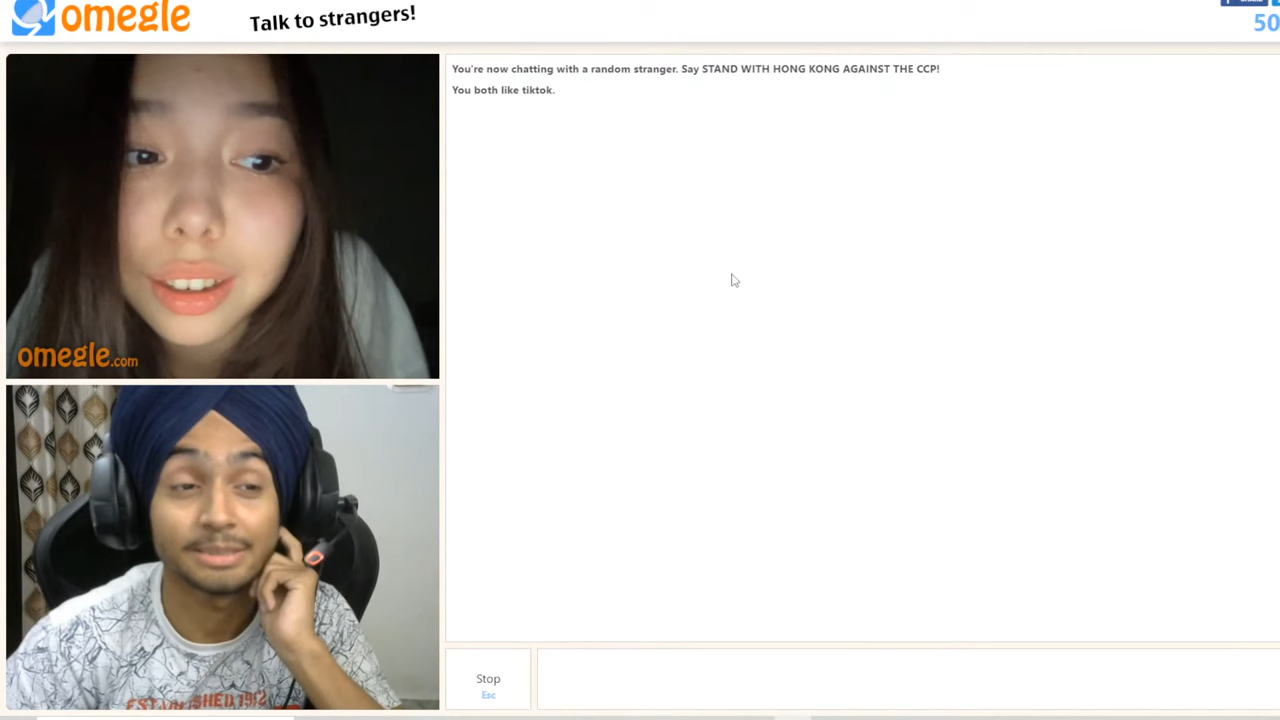 omegle
Talk to strangers!
50
You're now chatting with a random stranger. Say STAND WITH HONG KONG AGAINST THE CCP!
You both like tiktok.
omegle.com
Stop
Esc